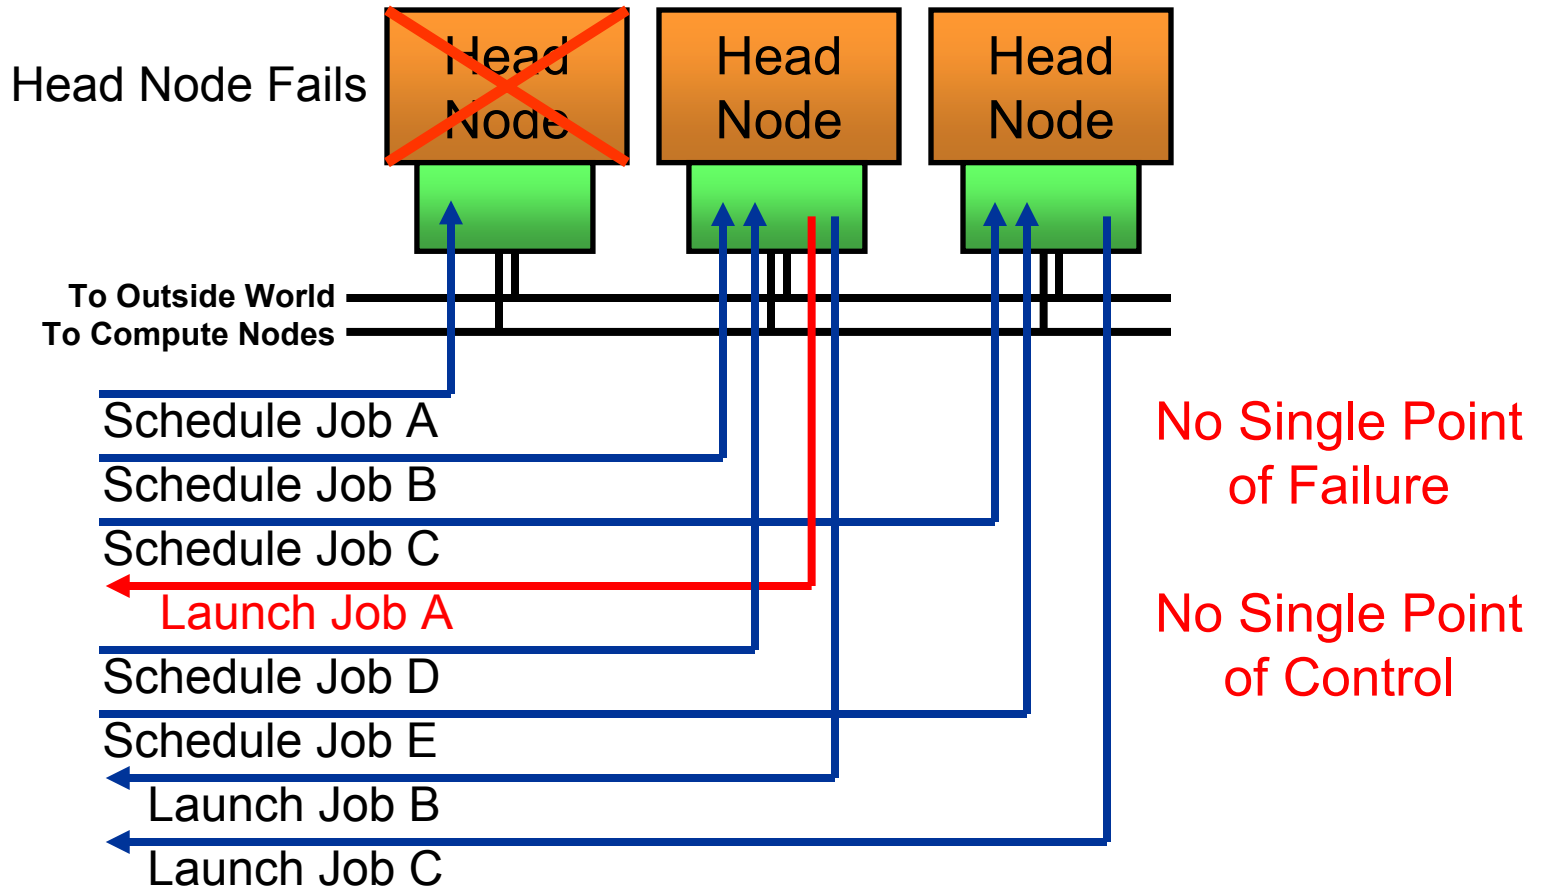 Head Node Fails
Head
Node
Head
Node
Head
Node
To Outside World
To Compute Nodes
Schedule Job A
Schedule Job B
Schedule Job C
Launch Job A
Schedule Job D
Schedule Job E
Launch Job B
Launch Job C
No Single Point
of Failure
No Single Point
of Control